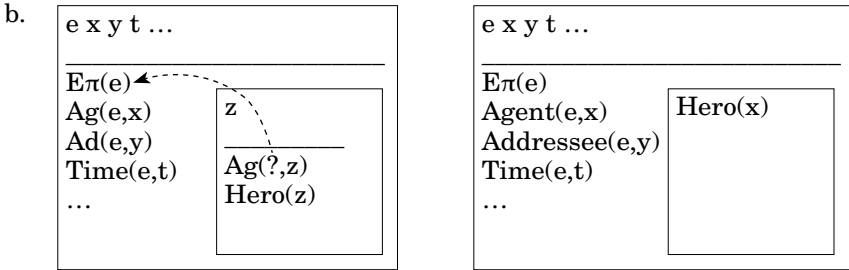 b.
e x y t …
Eπ(e)
Ag(e,x)
Ad(e,y)
Time(e,t)
…
z
Ag(?,z)
Hero(z)
e x y t …
Eπ(e)
Agent(e,x)
Addressee(e,y)
Time(e,t)
…
Hero(x)